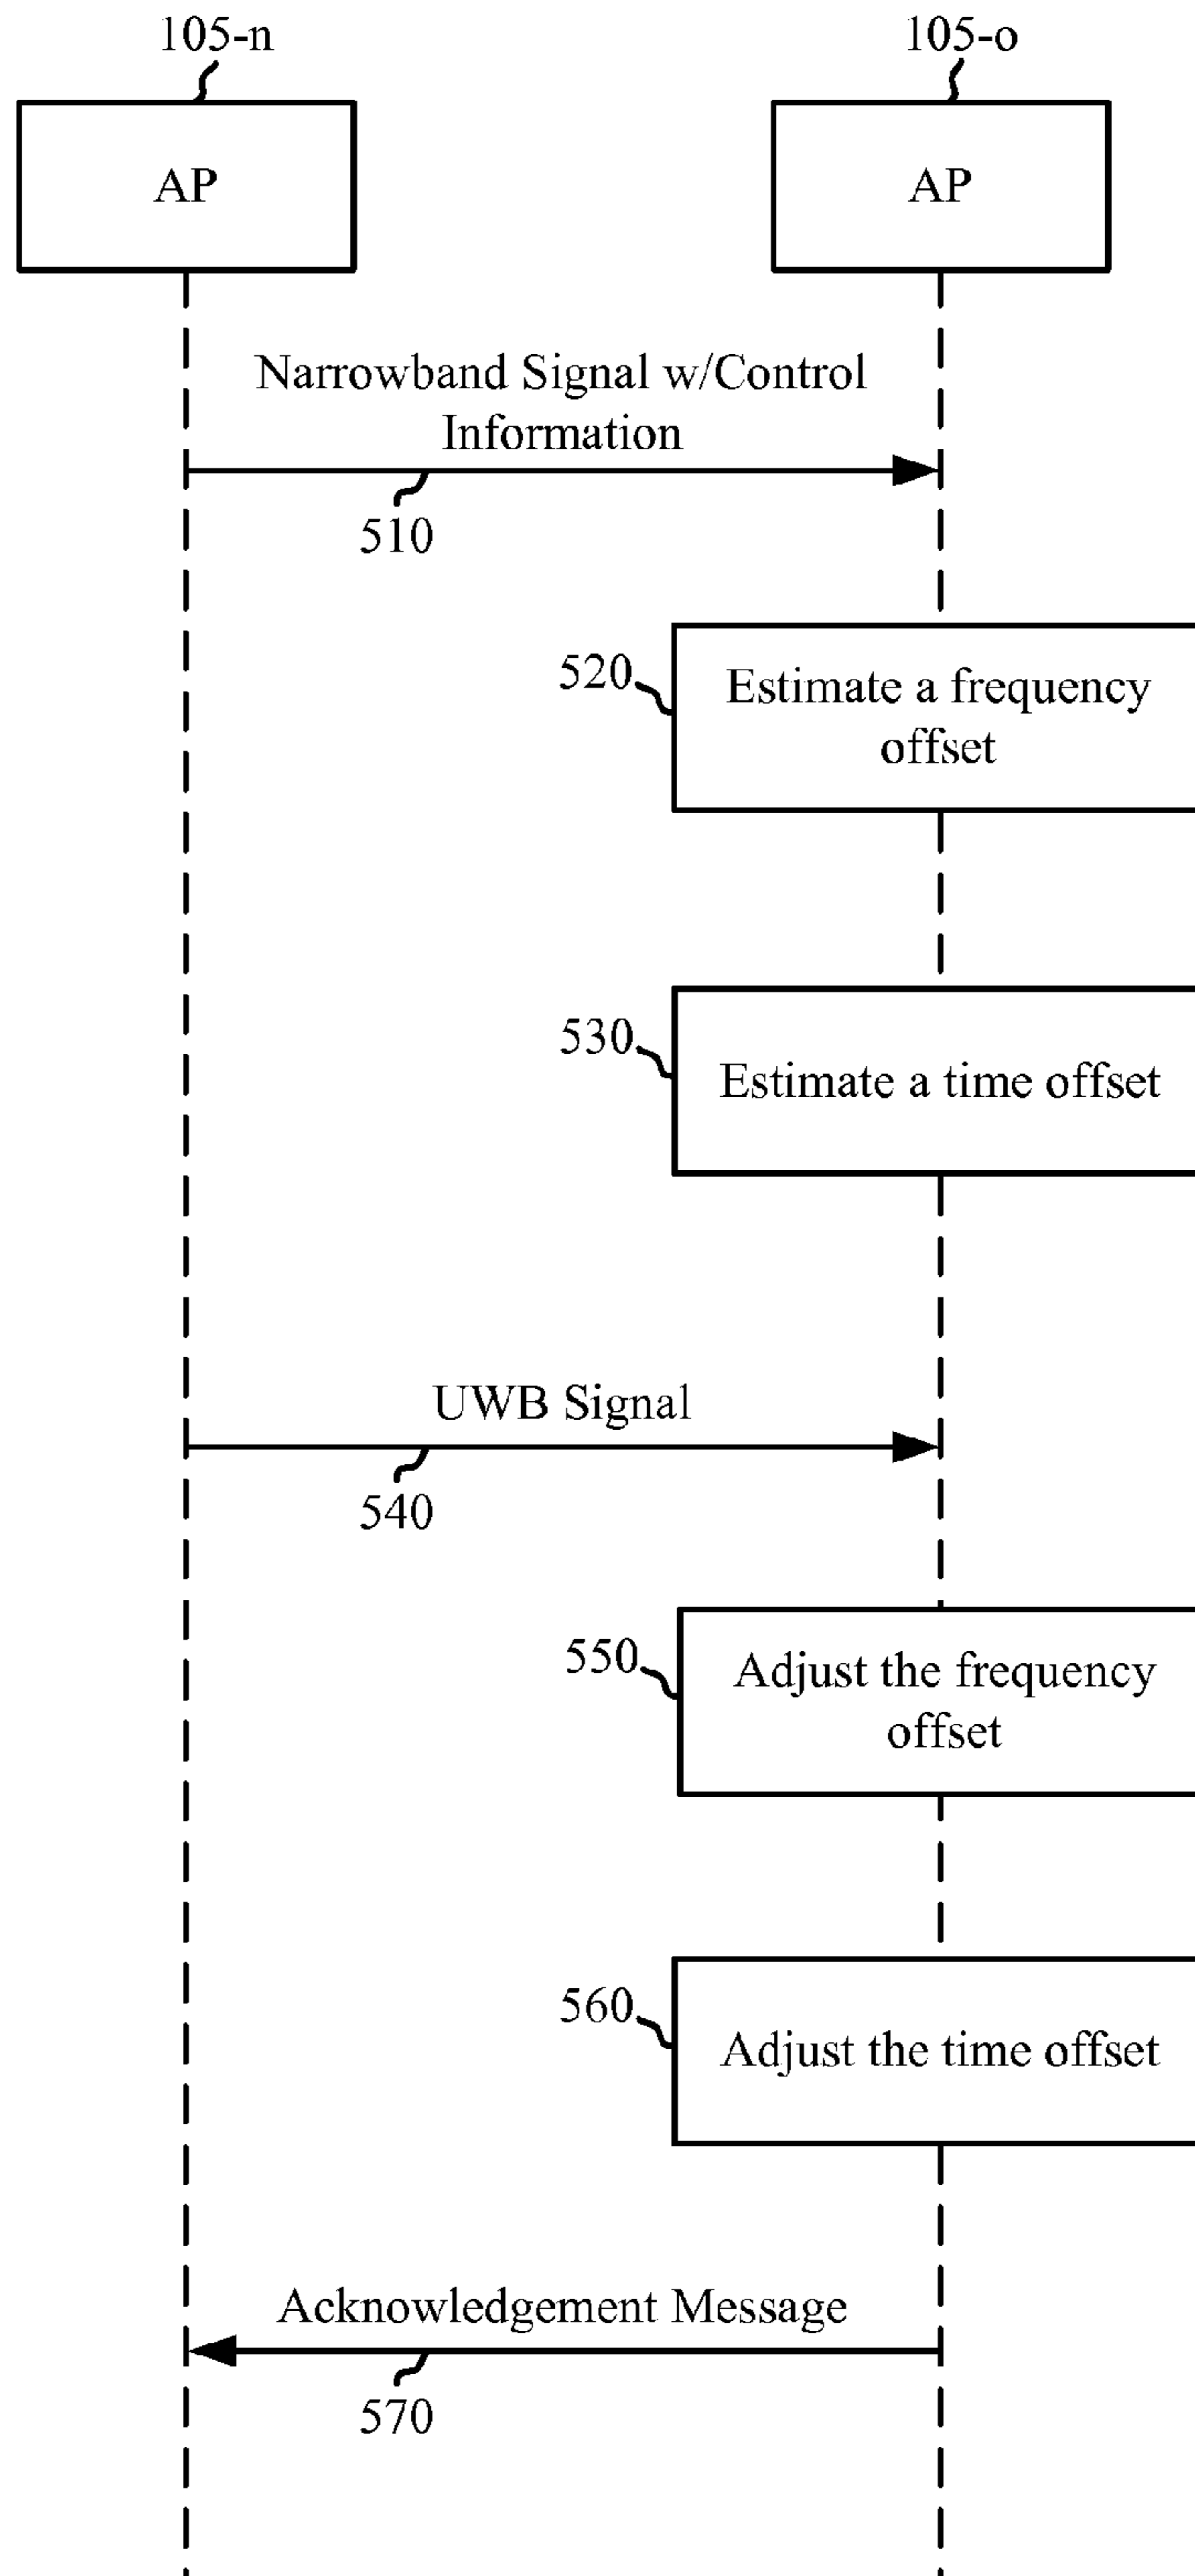 105-n
105-o
AP
AP
Narrowband Signal w/Control
Information
510
520
Estimate a frequency
offset
530
Estimate a time offset
UWB Signal
540
550
Adjust the frequency
offset
560
Adjust the time offset
Acknowledgement Message
570